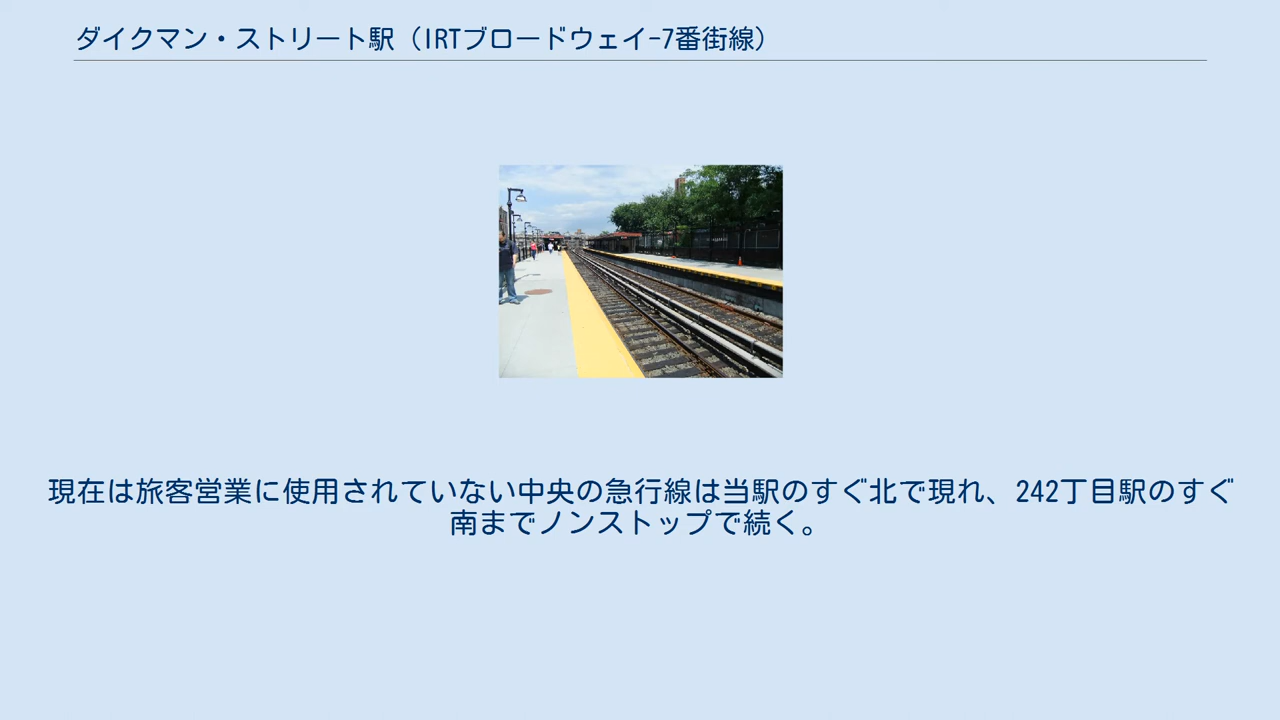 ダイクマン・ストリート駅（IRTブロードウェイ-7番街線）
現在は旅客営業に使用されていない中央の急行線は当駅のすぐ北で現れ、242丁目駅のすぐ
南までノンストップで続く。